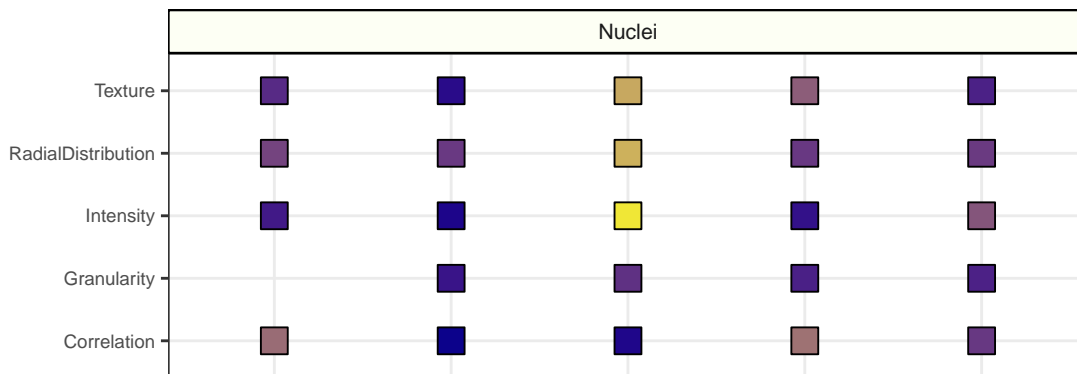 Nuclei
Texture
RadialDistribution
Intensity
Granularity
Correlation